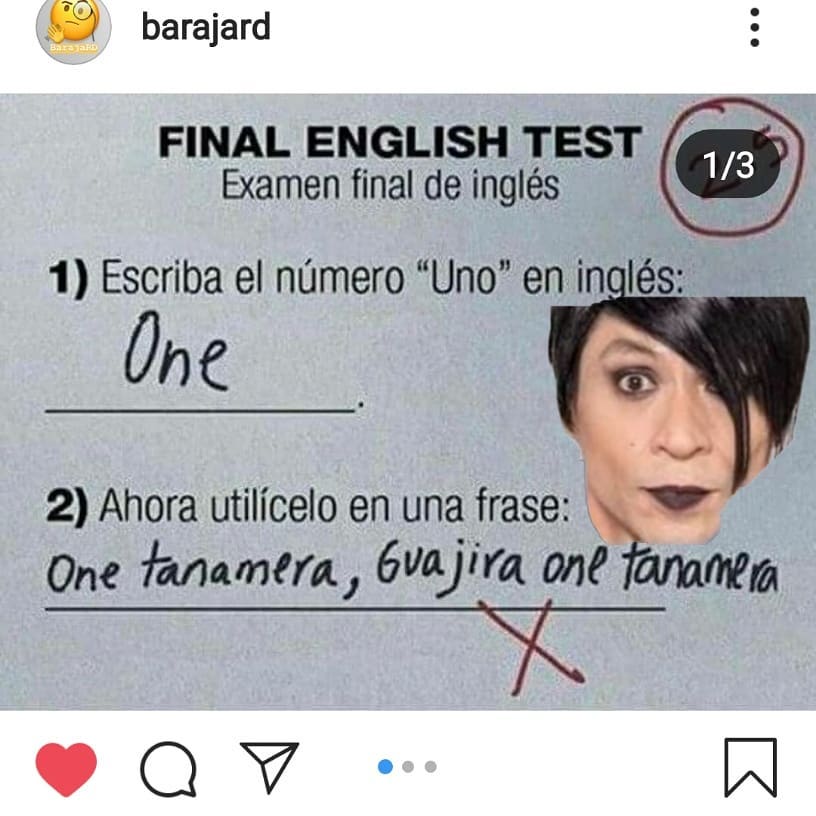 BarajaRD
barajard
FINAL ENGLISH TEST
Examen final de inglés
1/3
1) Escriba el número “Uno” en inglés:
One
2) Ahora utilícelo en una frase:
One tanamera, Guajira one tanamera